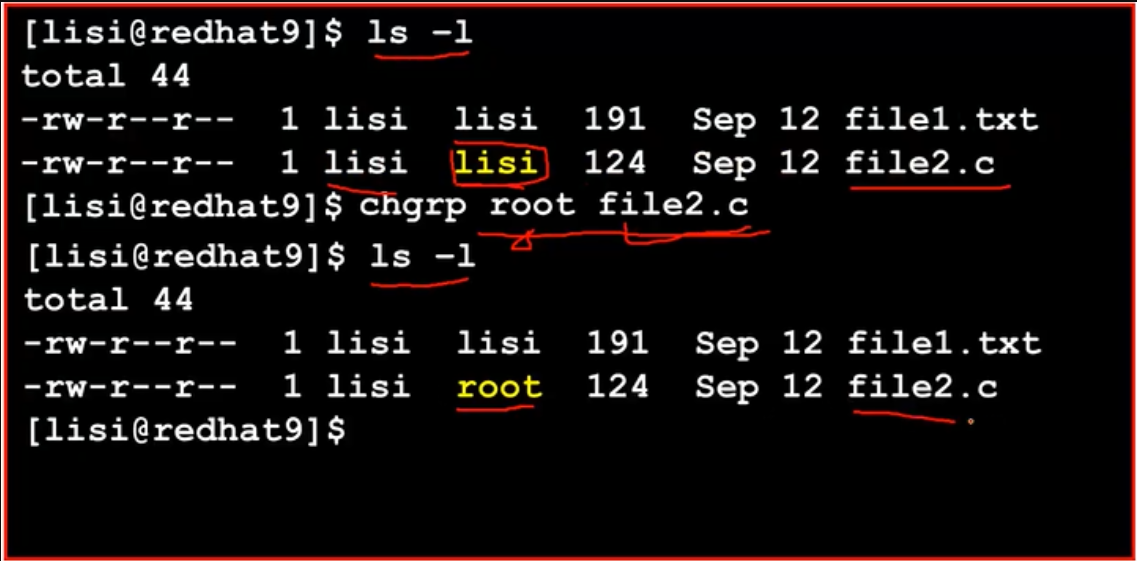 [lisi@redhat9]$ ls -l
total 44
-rw-r--r-- 1 lisi lisi 191 Sep 12 file1.txt
-rw-r--r-- 1 lisi lisi 124 Sep 12 file2.c
[lisi@redhat9]$ chgrp root file2.c
[lisi@redhat9]$ ls -l
total 44
-rw-r--r-- 1 lisi lisi 191 Sep 12 file1.txt
-rw-r--r-- 1 lisi root 124 Sep 12 file2.c
[lisi@redhat9]$